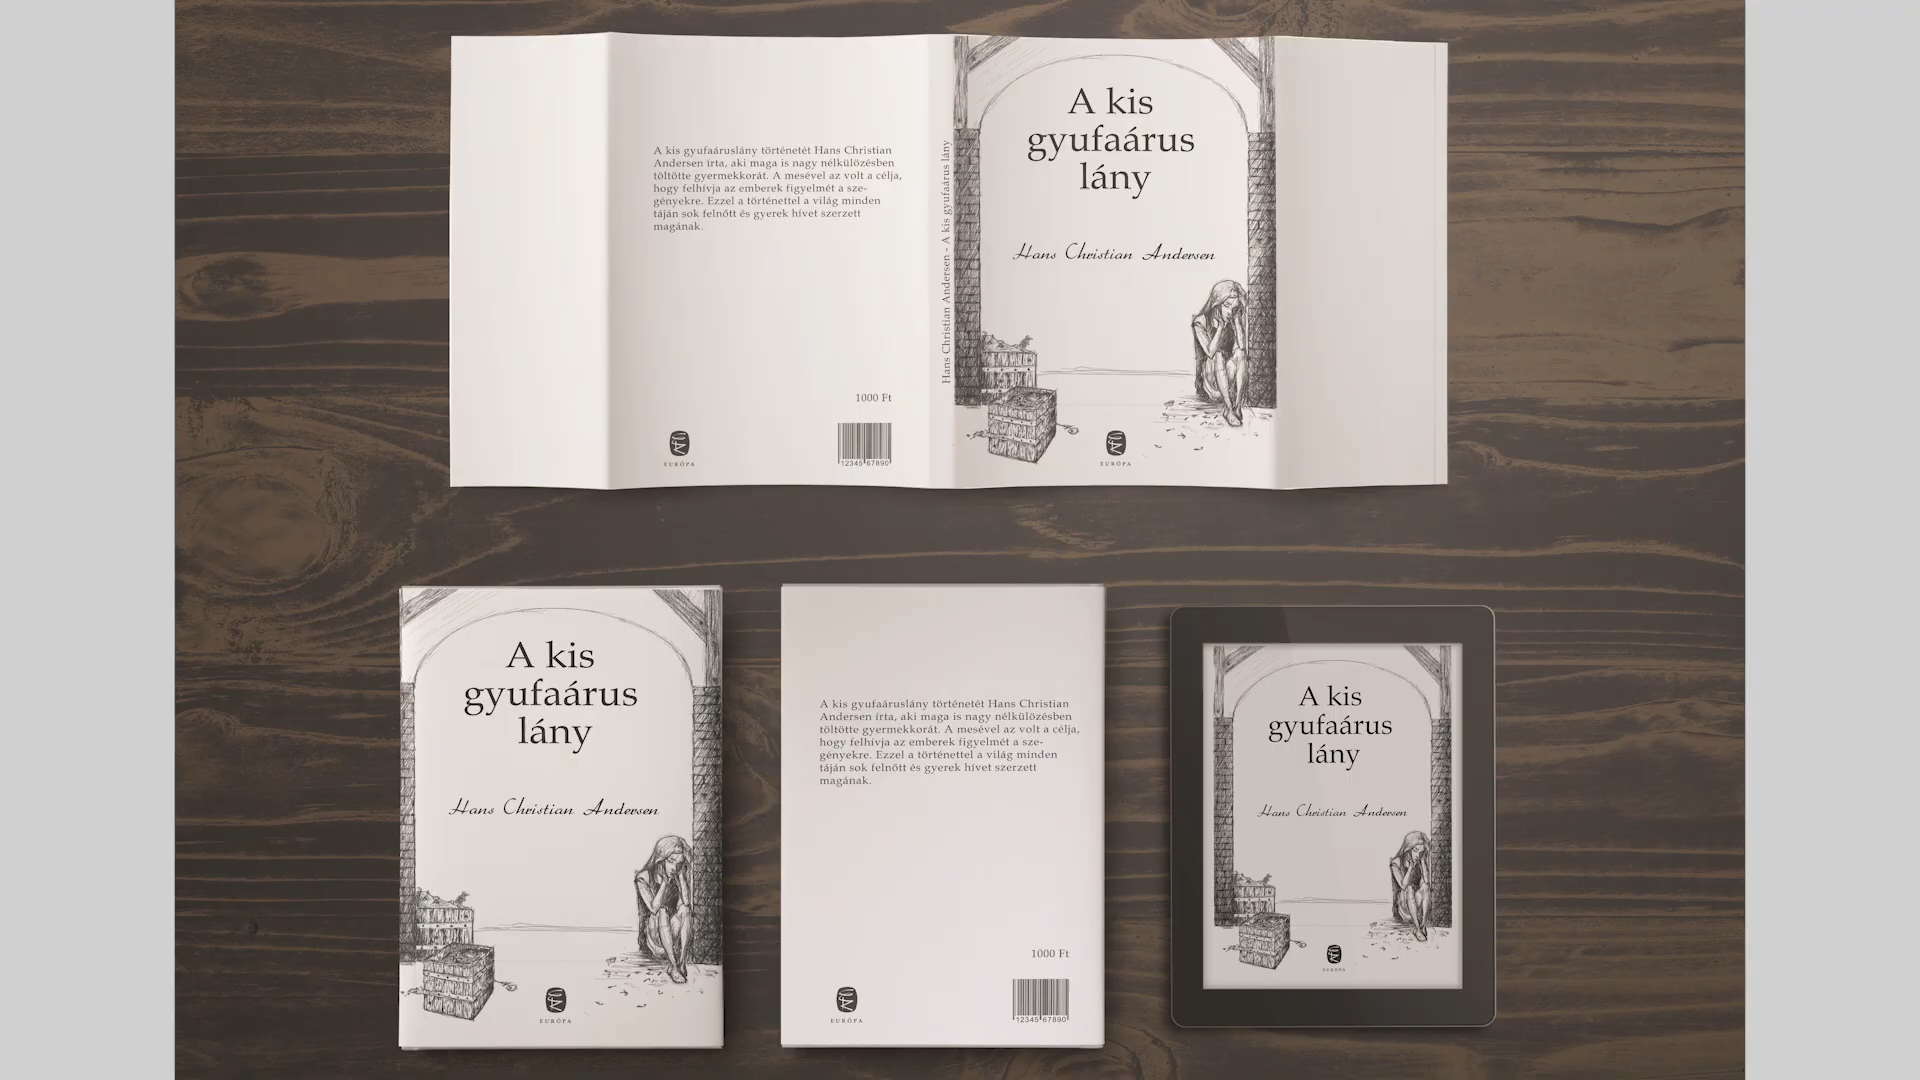 A kis gyufaáruslány történetét Hans Christian
Andersen írta, aki maga is nagy nélkülözésben
töltötte gyermekkorát. A mesével az volt a célja,
hogy felhívja az emberek figyelmét a sze-
gényekre. Ezzel a történettel a világ minden
táján sok felnőtt és gyerek hívet szerzett
magának.
1000 Ft
EURÓPA
12345 67890
Hans Christian Andersen - A kis gyufaárus lány
A kis
gyufaárus
lány
Hans Christian Andersen
EURÓPA
A kis
gyufaárus
lány
Hans Christian Andersen
EURÓPA
A kis gyufaáruslány történetét Hans Christian
Andersen írta, aki maga is nagy nélkülözésben
töltötte gyermekkorát. A mesével az volt a célja,
hogy felhívja az emberek figyelmét a sze-
gényekre. Ezzel a történettel a világ minden
táján sok felnőtt és gyerek hívet szerzett
magának.
1000 Ft
EURÓPA
12345 67890
A kis
gyufaárus
lány
Hans Christian Andersen
EURÓPA